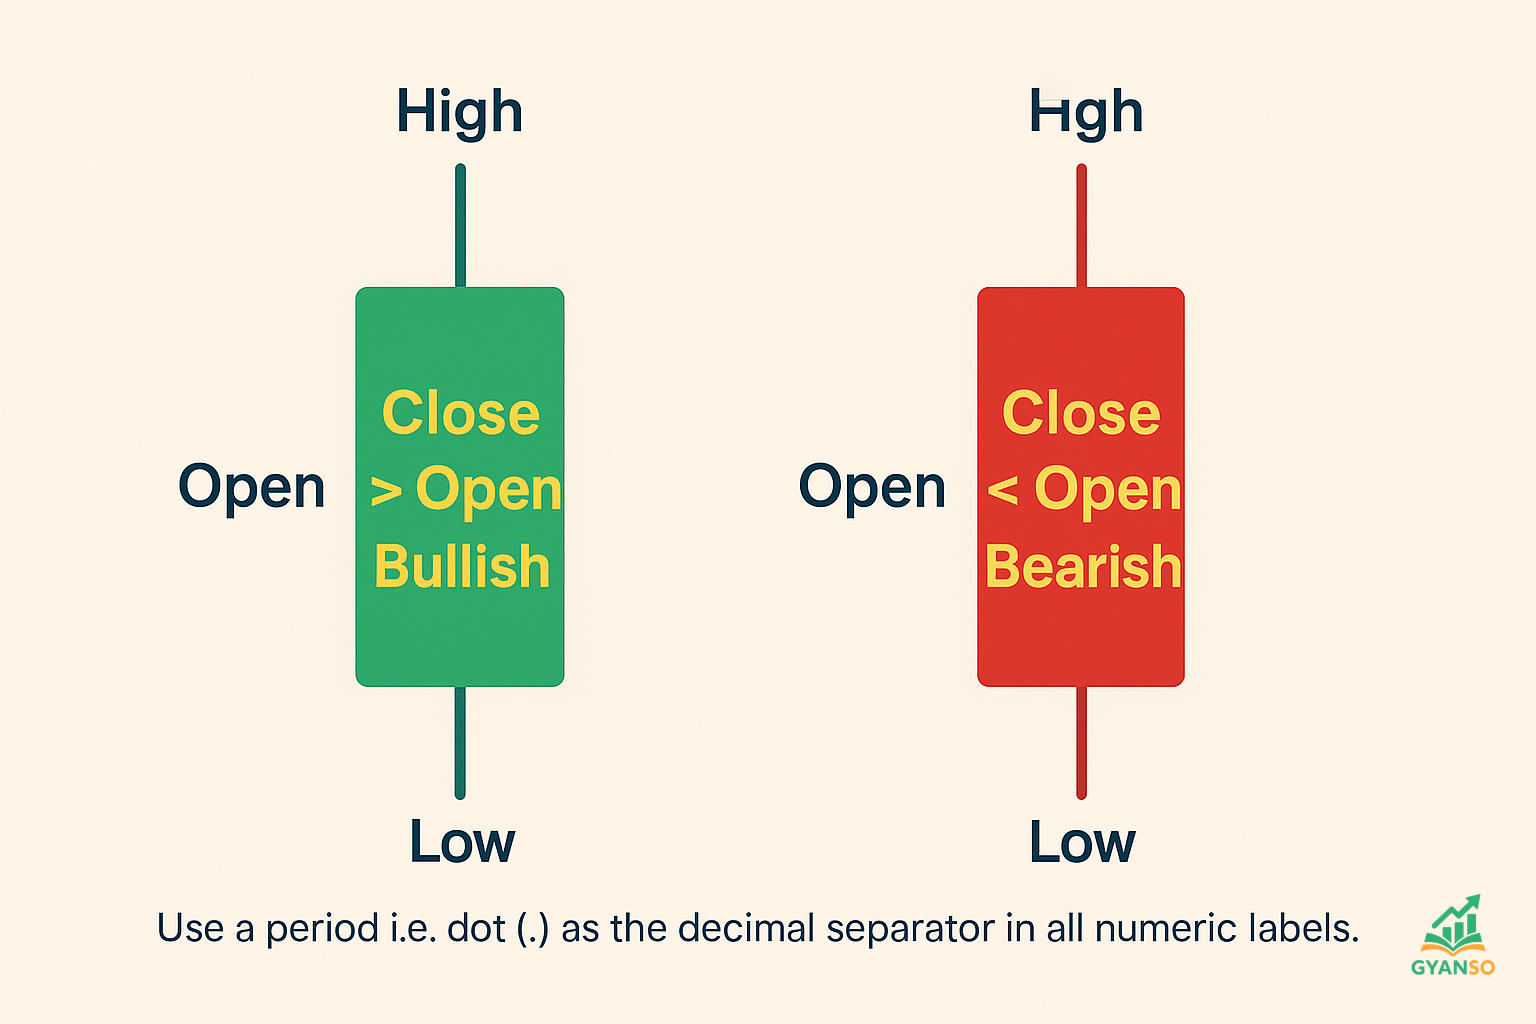 High
Hgh
Close
> Open
Bullish
Open
Close
< Open
Bearish
Open
Low
Low
Use a period i.e. dot (.) as the decimal separator in all numeric labels.
GYANSO